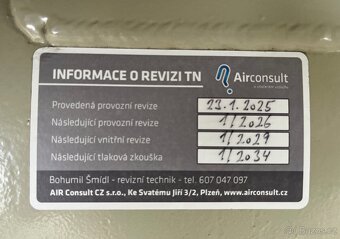 INFORMACE O REVIZI TN
Airconsult
Provedená provozní revize 23.1.2025
Následující provozní revize 1/2026
Následující vnitřní revize 1/2029
Následující tlaková zkouška 1/2034
Bohumil Šmídl - revizní technik - tel. 607 047 097
AIR Consult CZ s.r.o., Ke Svatému Jiří 3/2, Plzeň, www.airconsult.cz